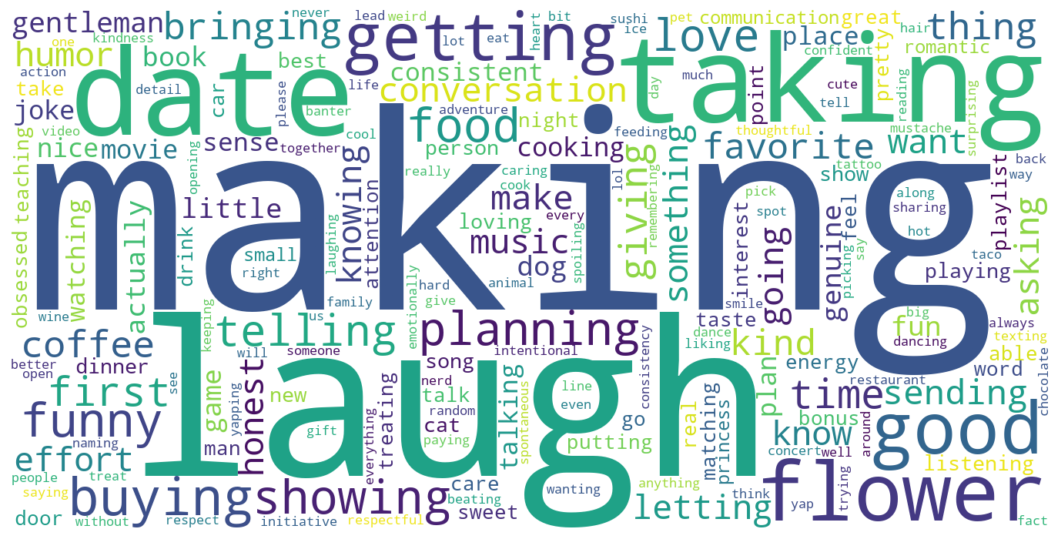 gentleman bringing getting love communication great thing
never lead weird bit sushi pet hair
kindness one heart ice place confident romantic
humor book best lot eat
date taking
take action car consistent conversation day much cute pretty
detail please banter life point tell reading
joke video cool adventure food night thoughtful mustache surprising
nice movie sense together person cooking feeding favorite want
opening really lol show back
obsessed teaching watching actually drink little knowing attention caring cook make every giving remembering something tattoo along way
making
small laughing loving music spoiling interest pick spot going genuine feel sharing playlist asking
right dog hot picking say taco
family hard give animal smile playing
wine keeping us emotionally taste big
laugh telling planning dance kind fun always
coffee liking dancing texting
better dinner will someone song intentional consistency energy able
open first see yapping new nerd talk line plan restaurant word chocolate
game random spontaneous even real matching princess time sending
funny honest gift everything treating paying talking go bonus
naming man cat putting know concert well around good
effort care wanting anything listening
people treat beating think yap trying
saying buying showing sweet letting flower
door without respect initiative respectful fact